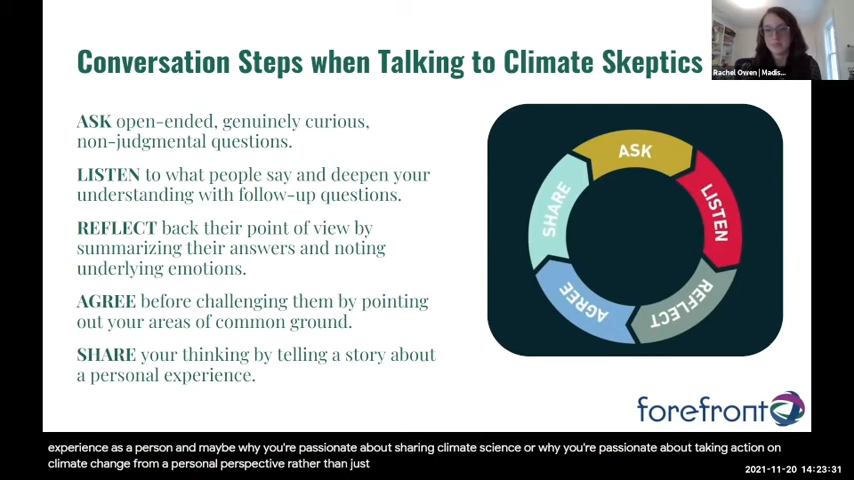 Conversation Steps when Talking to Climate Skeptics
Rachel Owen | Madis...
ASK open-ended, genuinely curious,
non-judgmental questions.
LISTEN to what people say and deepen your
understanding with follow-up questions.
REFLECT back their point of view by
summarizing their answers and noting
underlying emotions.
AGREE before challenging them by pointing
out your areas of common ground.
SHARE your thinking by telling a story about
a personal experience.
ASK
LISTEN
REFLECT
AGREE
SHARE
forefront
experience as a person and maybe why you're passionate about sharing climate science or why you're passionate about taking action on
climate change from a personal perspective rather than just
2021-11-20 14:23:31